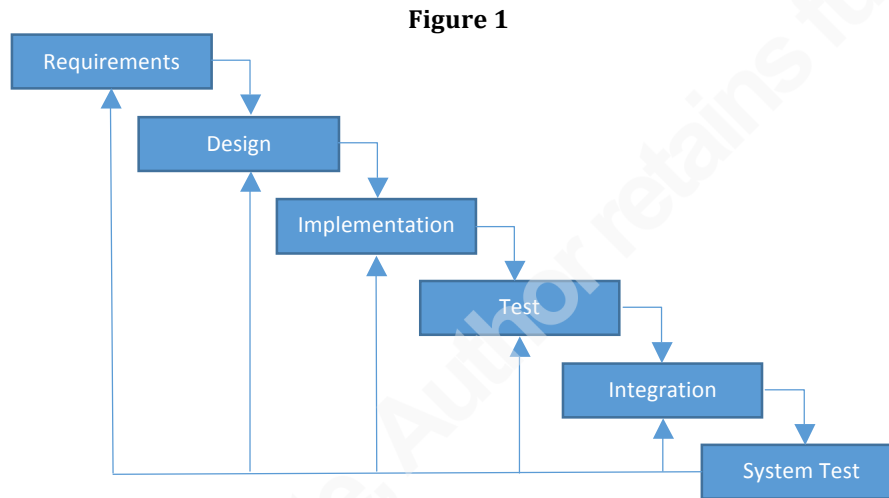 Figure 1
Requirements
Design
Implementation
Test
Integration
System Test
Author retains